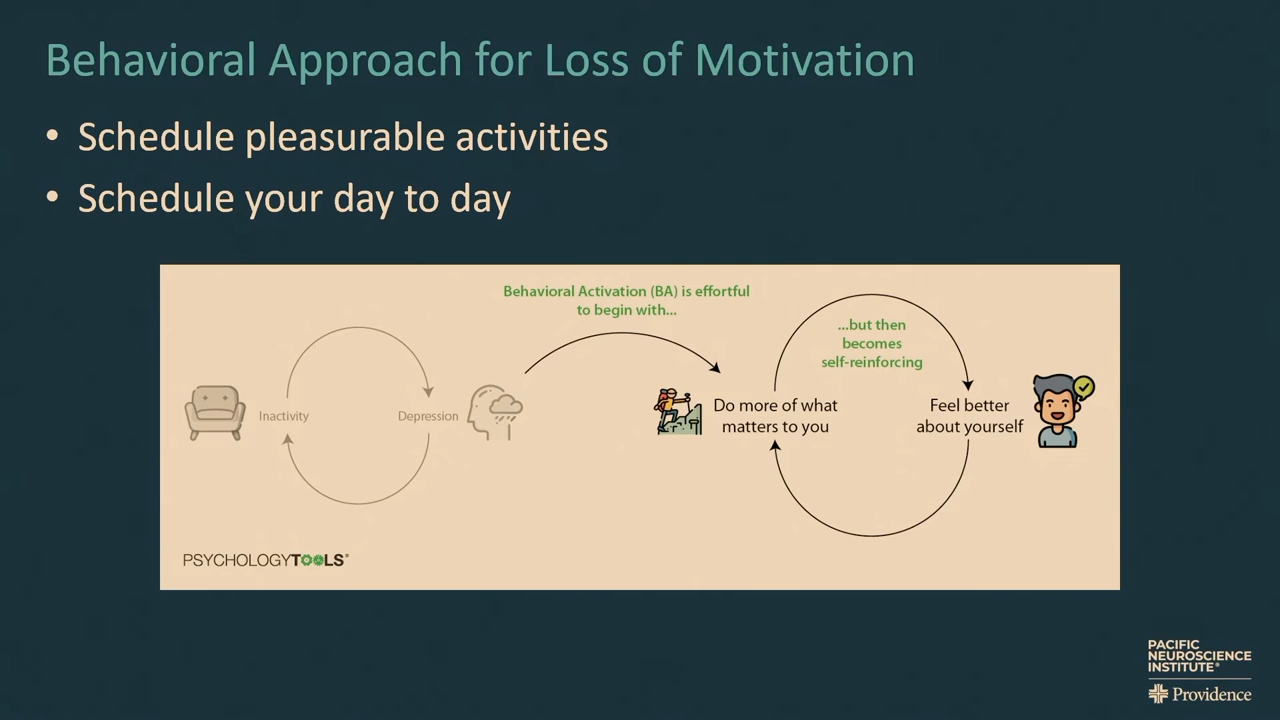 Behavioral Approach for Loss of Motivation
• Schedule pleasurable activities
• Schedule your day to day
Behavioral Activation (BA) is effortful
to begin with...
...but then
becomes
self-reinforcing
Inactivity
Depression
Do more of what
matters to you
Feel better
about yourself
PSYCHOLOGYTOOLS®
PACIFIC
NEUROSCIENCE
INSTITUTE®
Providence